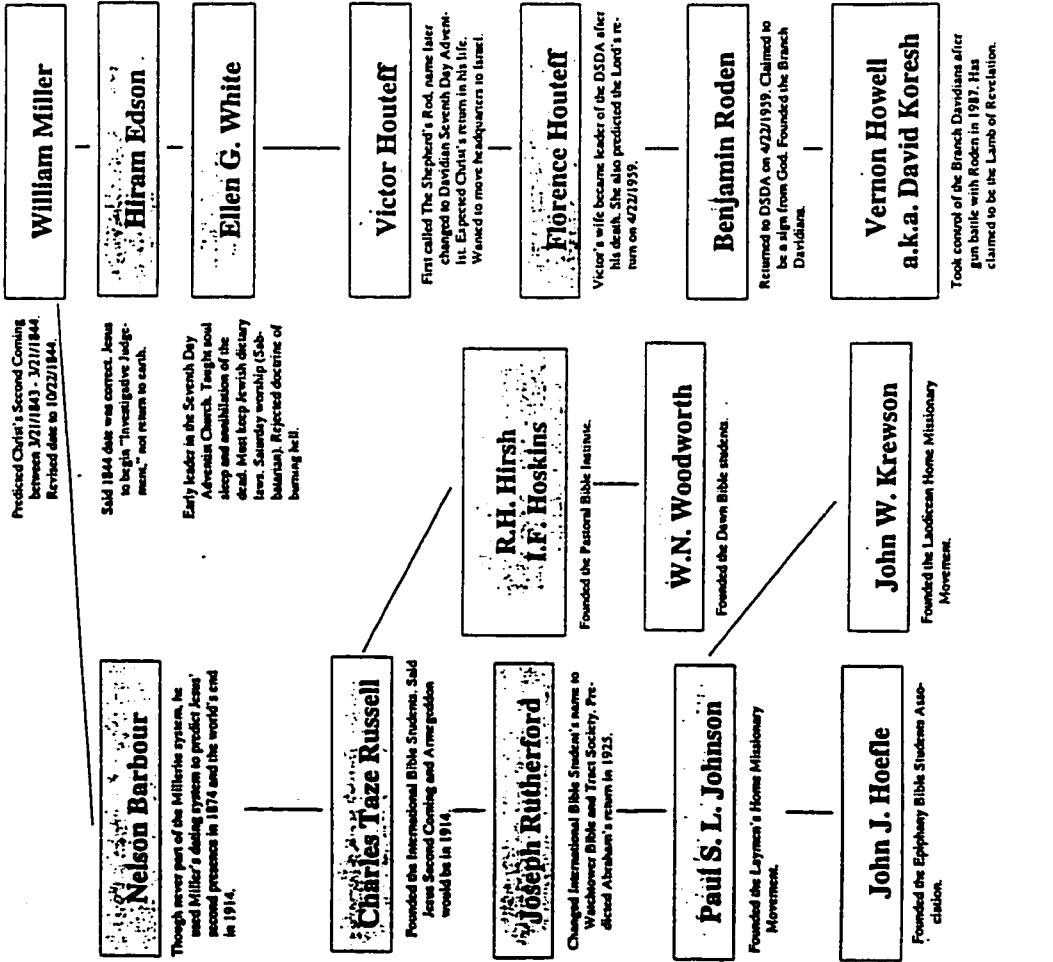 William Miller
Predicted Christ's Second Coming
between 3/21/1843 - 3/21/1844.
Revised date to 10/22/1844.
Hiram Edson
Said 1844 date was correct. Jesus
to begin "Investigative Judge-
ment," not return to earth.
Ellen G. White
Early leader in the Seventh Day
Adventist Church. Taught soul
sleep and annihilation of the
dead. Must keep Jewish dietary
laws. Saturday worship (Sab-
batarian). Rejected doctrine of
burning hell.
Victor Houteff
First called The Shepherd's Rod, name later
changed to Davidian Seventh Day Advent-
ist. Expected Christ's return in his life.
Wanted to move headquarters to Israel.
Florence Houteff
Victor's wife became leader of the DSDA after
his death. She also predicted the Lord's re-
turn on 4/22/1959.
Benjamin Roden
Returned to DSDA on 4/22/1959. Claimed to
be a sign from God. Founded the Branch
Davidians.
Vernon Howell
a.k.a. David Koresh
Took control of the Branch Davidians after
gun battle with Roden in 1987. Has
claimed to be the Lamb of Revelation.
Nelson Barbour
Though never part of the Millerite system, he
used Miller's dating system to predict Jesus'
second presence in 1874 and the world's end
in 1914.
Charles Taze Russell
Founded the International Bible Students. Said
Jesus Second Coming and Armegeddon
would be in 1914.
R.H. Hirsh
I.F. Hoskins
Founded the Pastoral Bible Institute.
W.N. Woodworth
Founded the Dawn Bible students.
Joseph Rutherford
Changed International Bible Student's name to
Watchtower Bible and Tract Society. Pre-
dicted Abraham's return in 1925.
Paul S. L. Johnson
Founded the Laymen's Home Missionary
Movement.
John W. Krewson
Founded the Laodicean Home Missionary
Movement.
John J. Hoefle
Founded the Epiphany Bible Students Asso-
ciation.